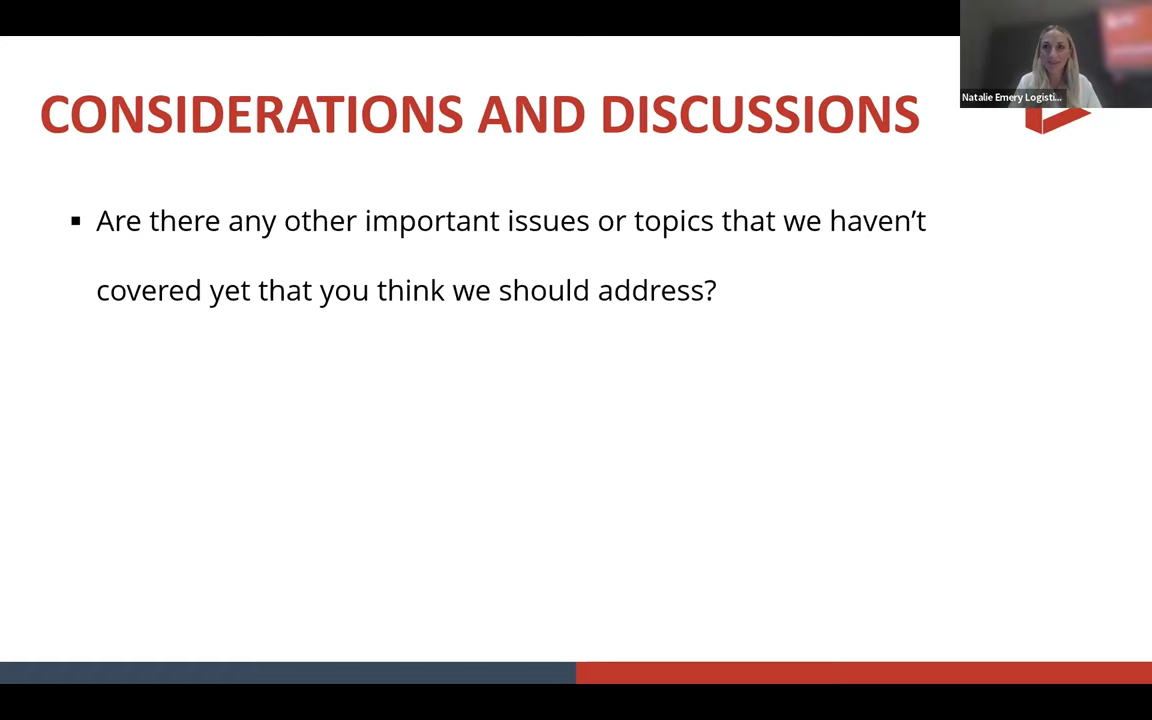 Natalie Emery Logisti...
CONSIDERATIONS AND DISCUSSIONS
▪ Are there any other important issues or topics that we haven’t
covered yet that you think we should address?